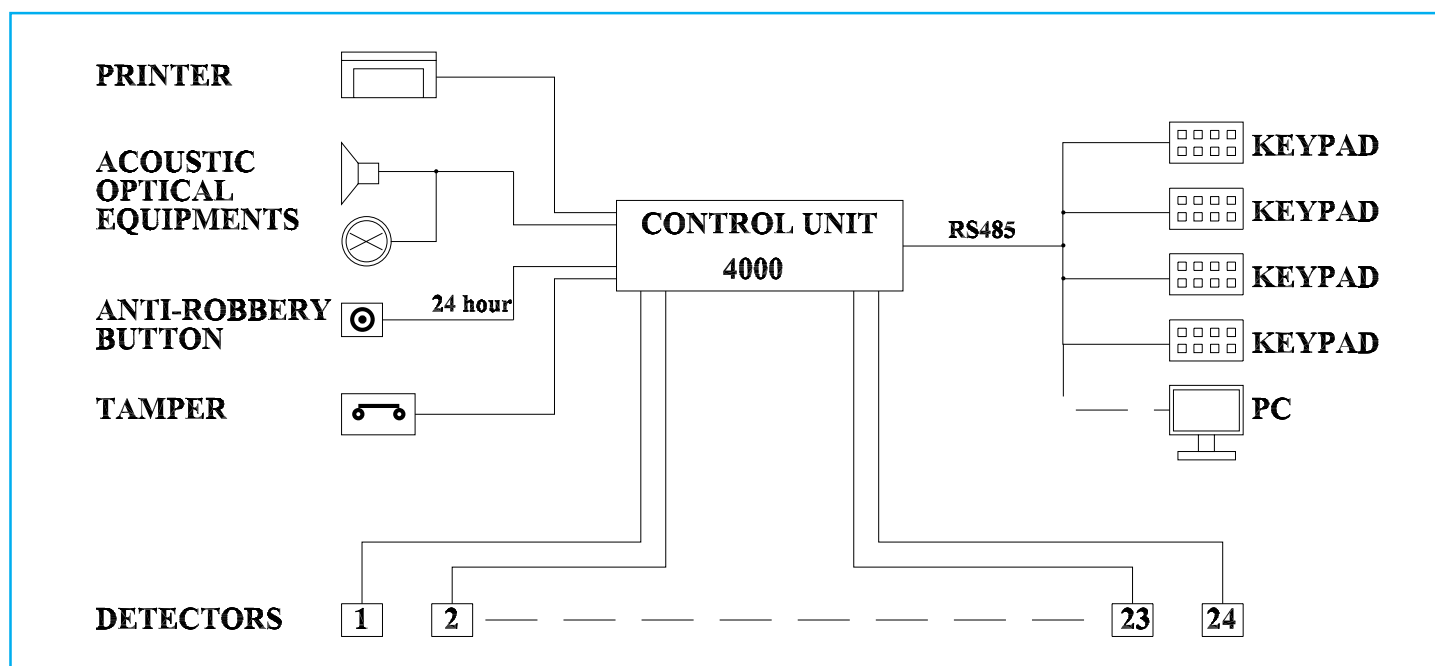 PRINTER
ACOUSTIC
OPTICAL
EQUIPMENTS
ANTI-ROBBERY
BUTTON
24 hour
TAMPER
CONTROL UNIT
4000
RS485
KEYPAD
KEYPAD
KEYPAD
KEYPAD
PC
DETECTORS
1
2
23
24